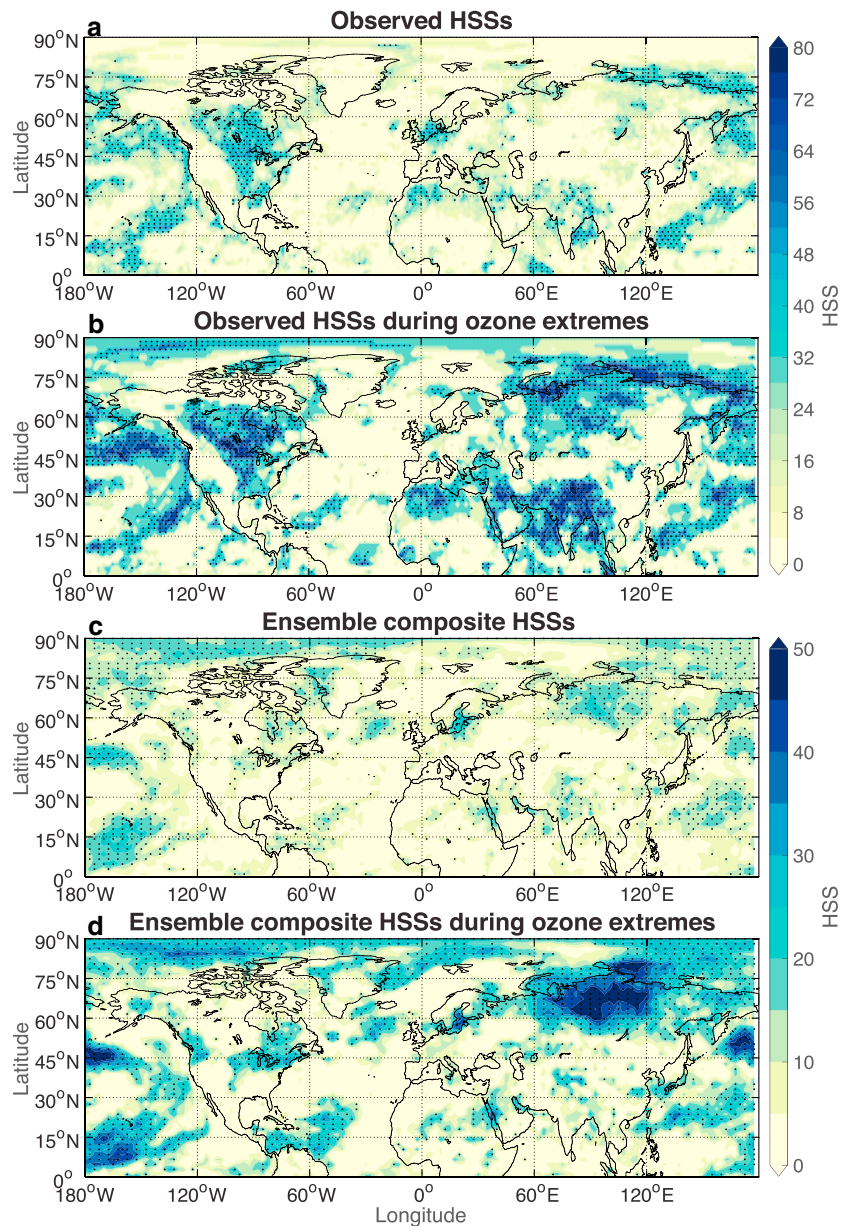 a
Observed HSSs
90°N
75°N
60°N
45°N
30°N
15°N
0°
Latitude
180°W 120°W 60°W 0° 60°E 120°E
b
Observed HSSs during ozone extremes
90°N
75°N
60°N
45°N
30°N
15°N
0°
Latitude
180°W 120°W 60°W 0° 60°E 120°E
80
72
64
56
48
40
32
24
16
8
0
HSS
c
Ensemble composite HSSs
90°N
75°N
60°N
45°N
30°N
15°N
0°
Latitude
180°W 120°W 60°W 0° 60°E 120°E
d
Ensemble composite HSSs during ozone extremes
90°N
75°N
60°N
45°N
30°N
15°N
0°
Latitude
180°W 120°W 60°W 0° 60°E 120°E
Longitude
50
40
30
20
10
0
HSS